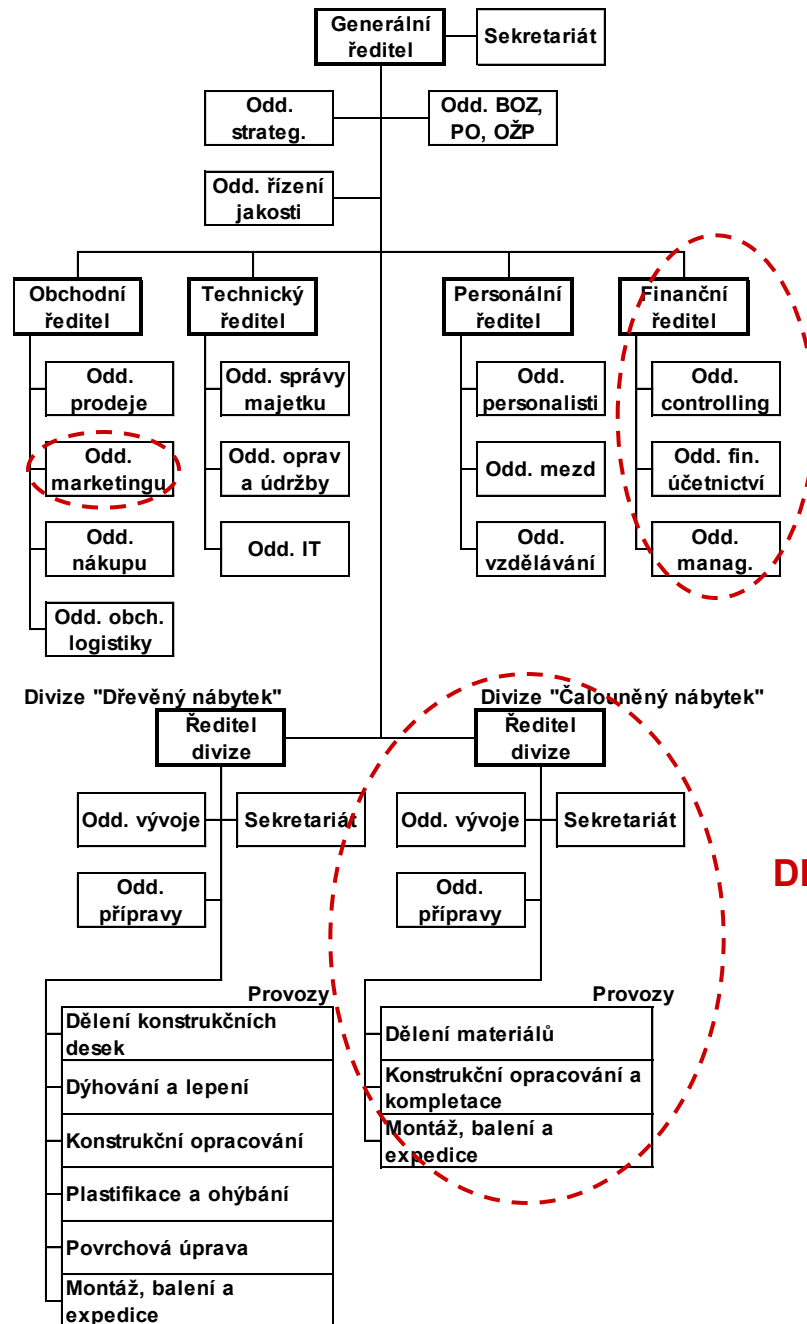 Generální
ředitel
Sekretariát
Odd.
strateg.
Odd. BOZ,
PO, OŽP
Odd. řízení
jakosti
Obchodní
ředitel
Technický
ředitel
Personální
ředitel
Finanční
ředitel
Odd.
prodeje
Odd. správy
majetku
Odd.
personalisti
Odd.
controlling
Odd.
marketingu
Odd. oprav
a údržby
Odd. mezd
Odd. fin.
účetnictví
Odd.
nákupu
Odd. IT
Odd.
vzdělávání
Odd.
manag.
Odd. obch.
logistiky
Divize "Dřevěný nábytek"
Divize "Čalouněný nábytek"
Ředitel
divize
Ředitel
divize
Odd. vývoje
Sekretariát
Odd. vývoje
Sekretariát
Odd.
přípravy
Odd.
přípravy
DI
Provozy
Dělení konstrukčních
desek
Dýhování a lepení
Konstrukční opracování
Plastifikace a ohýbání
Povrchová úprava
Montáž, balení a
expedice
Provozy
Dělení materiálů
Konstrukční opracování a
kompletace
Montáž, balení a
expedice